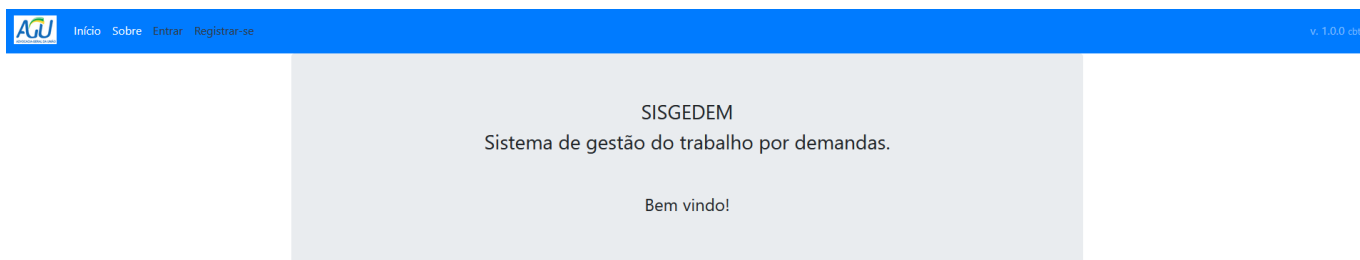 AGU
Início Sobre Entrar Registrar-se
v. 1.0.0
SISGEDEM
Sistema de gestão do trabalho por demandas.
Bem vindo!